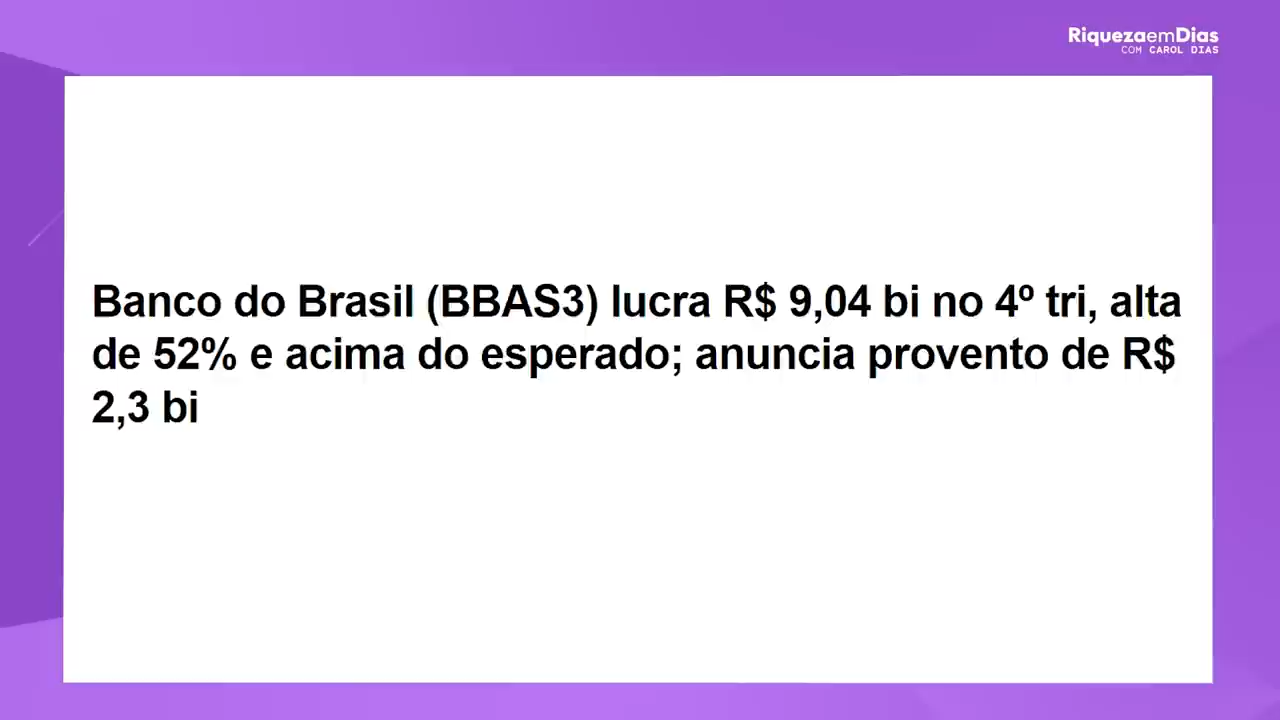 RiquezaemDias
COM CAROL DIAS
Banco do Brasil (BBAS3) lucra R$ 9,04 bi no 4º tri, alta
de 52% e acima do esperado; anuncia provento de R$
2,3 bi